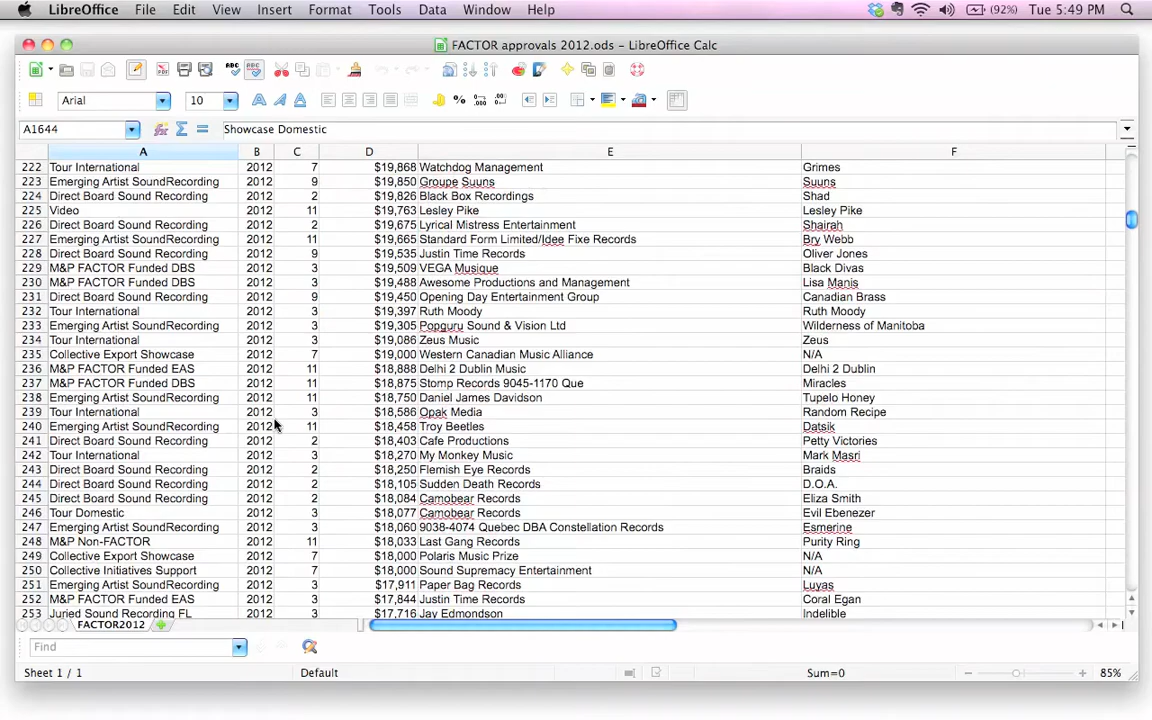 LibreOffice File Edit View Insert Format Tools Data Window Help (92%) Tue 5:49 PM
FACTOR approvals 2012.ods – LibreOffice Calc
Arial 10
A1644 Showcase Domestic
A B C D E F
222 Tour International 2012 7 $19,868 Watchdog Management Grimes
223 Emerging Artist SoundRecording 2012 9 $19,850 Groupe Suuns Suuns
224 Direct Board Sound Recording 2012 2 $19,826 Black Box Recordings Shad
225 Video 2012 11 $19,763 Lesley Pike Lesley Pike
226 Direct Board Sound Recording 2012 2 $19,675 Lyrical Mistress Entertainment Shairah
227 Emerging Artist SoundRecording 2012 11 $19,665 Standard Form Limited/Idee Fixe Records Bry Webb
228 Direct Board Sound Recording 2012 9 $19,535 Justin Time Records Oliver Jones
229 M&P FACTOR Funded DBS 2012 3 $19,509 VEGA Musique Black Divas
230 M&P FACTOR Funded DBS 2012 3 $19,488 Awesome Productions and Management Lisa Manis
231 Direct Board Sound Recording 2012 9 $19,450 Opening Day Entertainment Group Canadian Brass
232 Tour International 2012 3 $19,397 Ruth Moody Ruth Moody
233 Emerging Artist SoundRecording 2012 3 $19,305 Popguru Sound & Vision Ltd Wilderness of Manitoba
234 Tour International 2012 3 $19,086 Zeus Music Zeus
235 Collective Export Showcase 2012 7 $19,000 Western Canadian Music Alliance N/A
236 M&P FACTOR Funded EAS 2012 11 $18,888 Delhi 2 Dublin Music Delhi 2 Dublin
237 M&P FACTOR Funded DBS 2012 11 $18,875 Stomp Records 9045-1170 Que Miracles
238 Emerging Artist SoundRecording 2012 11 $18,750 Daniel James Davidson Tupelo Honey
239 Tour International 2012 3 $18,586 Opak Media Random Recipe
240 Emerging Artist SoundRecording 2012 11 $18,458 Troy Beetles Datsik
241 Direct Board Sound Recording 2012 2 $18,403 Cafe Productions Petty Victories
242 Tour International 2012 3 $18,270 My Monkey Music Mark Masri
243 Direct Board Sound Recording 2012 2 $18,250 Flemish Eye Records Braids
244 Direct Board Sound Recording 2012 2 $18,105 Sudden Death Records D.O.A.
245 Direct Board Sound Recording 2012 2 $18,084 Camobear Records Eliza Smith
246 Tour Domestic 2012 3 $18,077 Camobear Records Evil Ebenezer
247 Emerging Artist SoundRecording 2012 3 $18,060 9038-4074 Quebec DBA Constellation Records Esmerine
248 M&P Non-FACTOR 2012 11 $18,033 Last Gang Records Purity Ring
249 Collective Export Showcase 2012 7 $18,000 Polaris Music Prize N/A
250 Collective Initiatives Support 2012 7 $18,000 Sound Supremacy Entertainment N/A
251 Emerging Artist SoundRecording 2012 3 $17,911 Paper Bag Records Luyas
252 M&P FACTOR Funded EAS 2012 3 $17,844 Justin Time Records Coral Egan
253 Juried Sound Recording FL 2012 3 $17,716 Jay Edmondson Indelible
FACTOR2012
Find
Sheet 1 / 1 Default Sum=0 85%